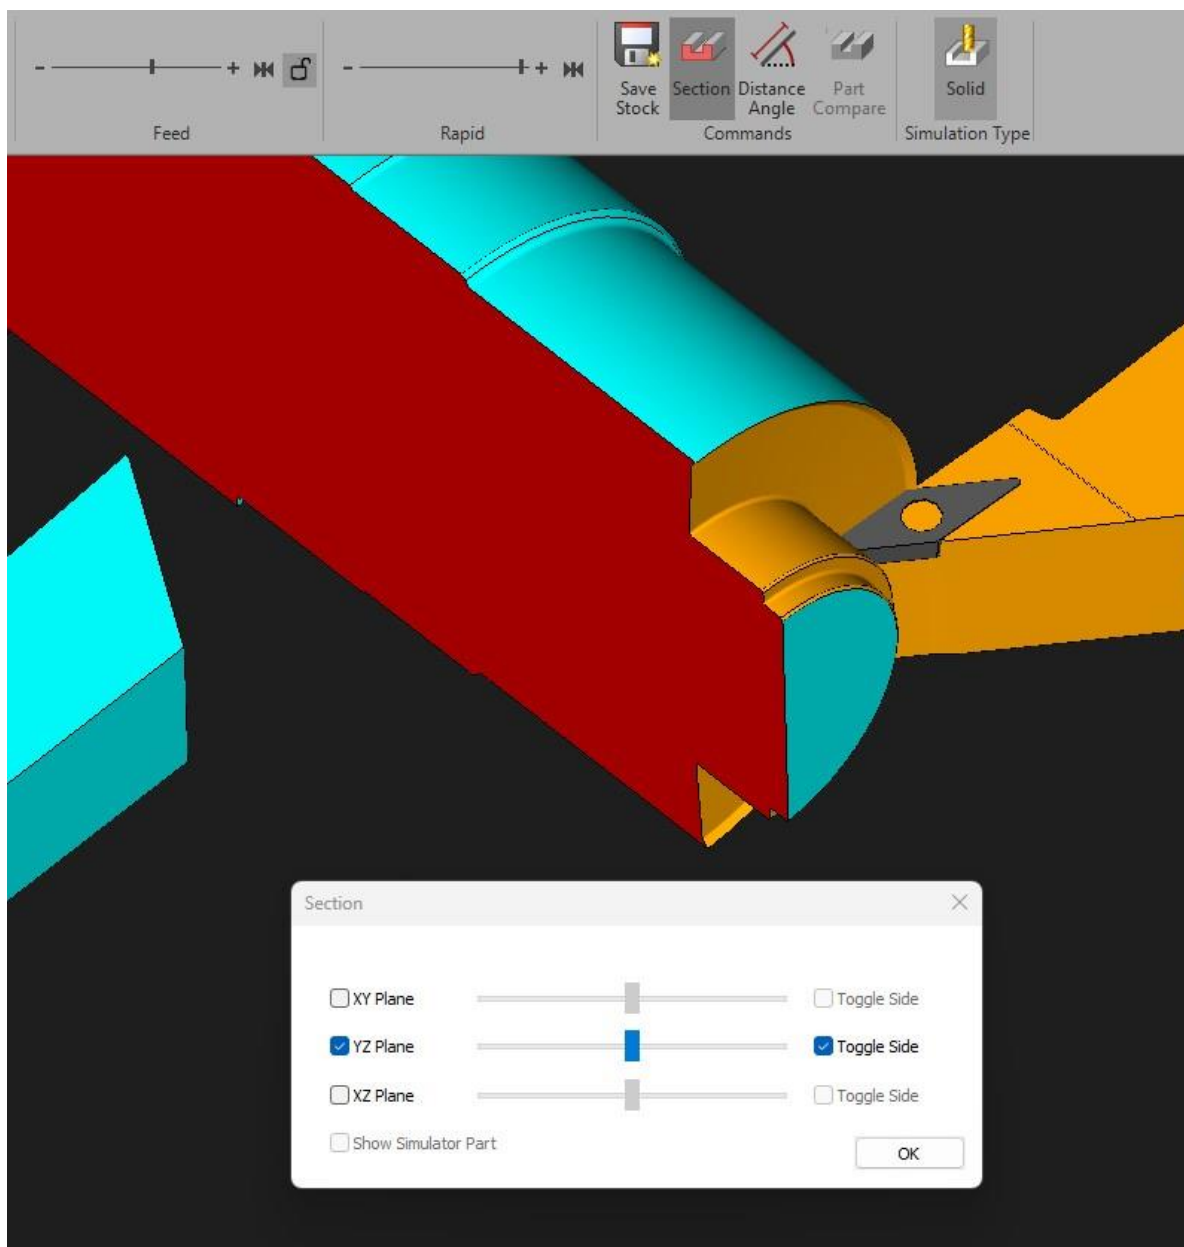 Save
Stock
Section
Distance
Angle
Part
Compare
Solid
Feed
Rapid
Commands
Simulation Type
Section
XY Plane
Toggle Side
YZ Plane
Toggle Side
XZ Plane
Toggle Side
Show Simulator Part
OK